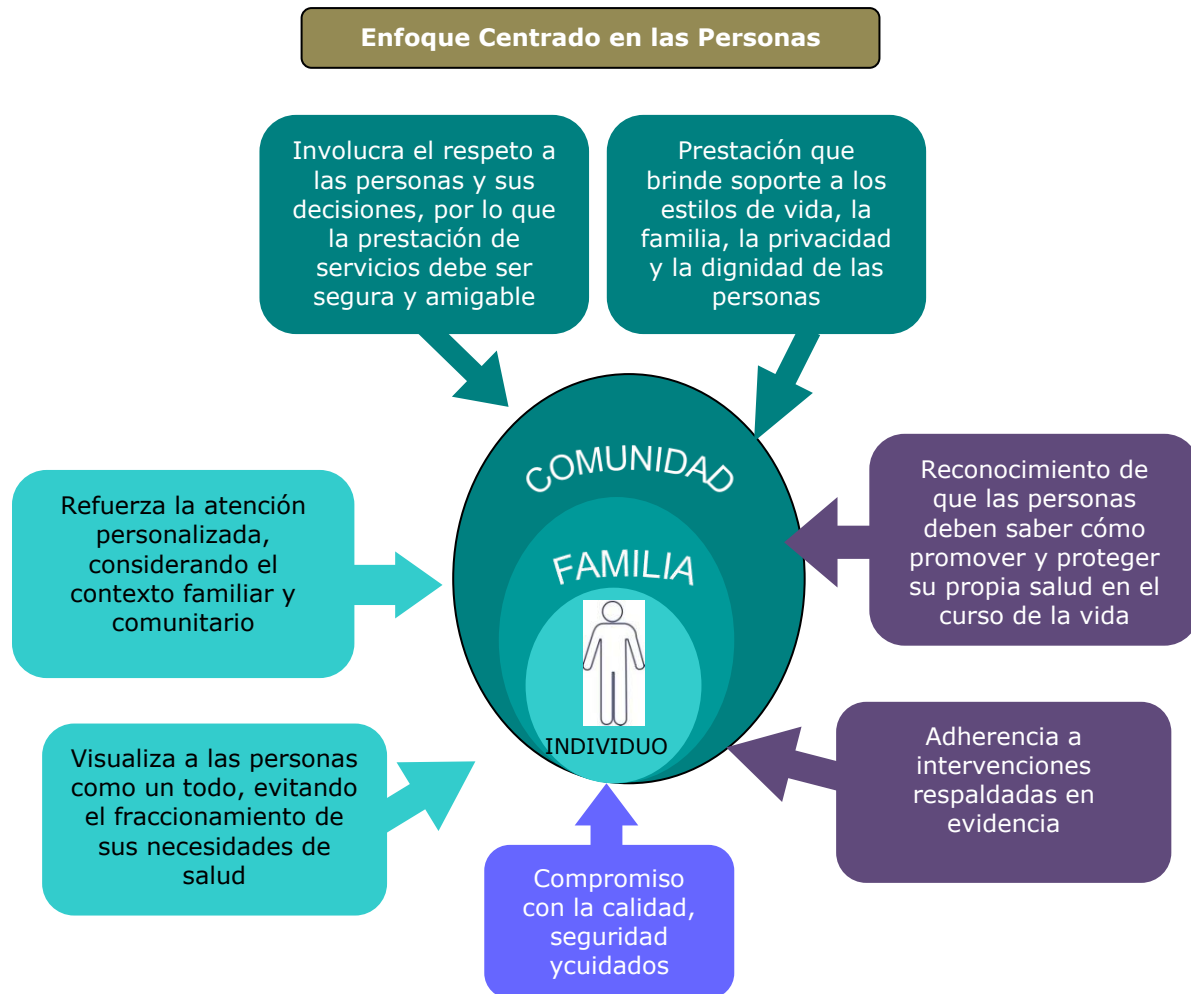 Enfoque Centrado en las Personas
Involucra el respeto a
las personas y sus
decisiones, por lo que
la prestación de
servicios debe ser
segura y amigable
Prestación que
brinde soporte a los
estilos de vida, la
familia, la privacidad
y la dignidad de las
personas
COMUNIDAD
FAMILIA
INDIVIDUO
Refuerza la atención
personalizada,
considerando el
contexto familiar y
comunitario
Reconocimiento de
que las personas
deben saber cómo
promover y proteger
su propia salud en el
curso de la vida
Visualiza a las personas
como un todo, evitando
el fraccionamiento de
sus necesidades de
salud
Adherencia a
intervenciones
respaldadas en
evidencia
Compromiso
con la calidad,
seguridad
ycuidados